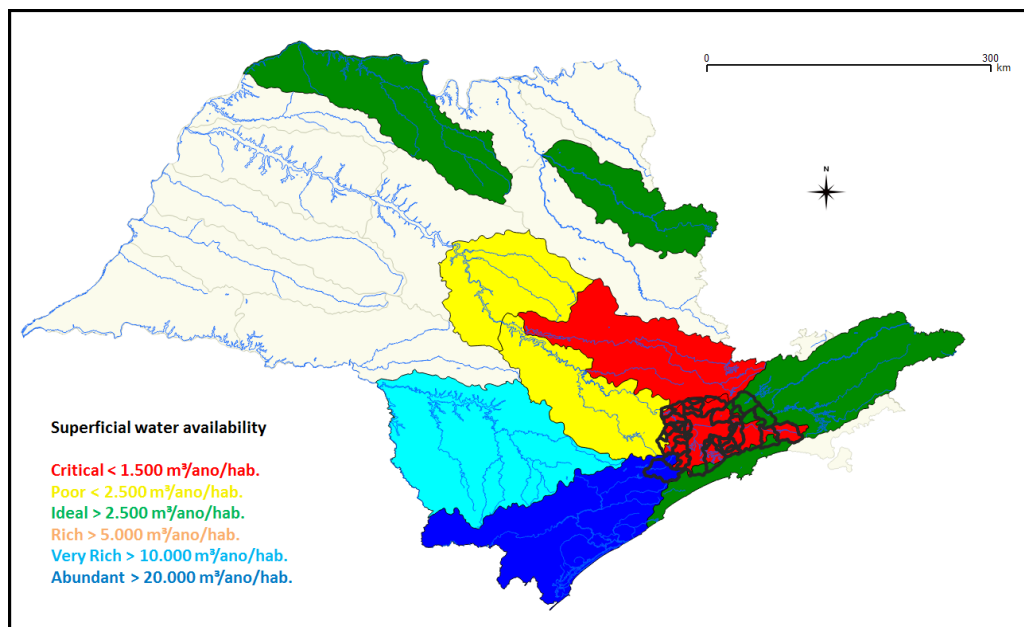 0
300
km
N
Superficial water availability
Critical < 1.500 m³/ano/hab.
Poor < 2.500 m³/ano/hab.
Ideal > 2.500 m³/ano/hab.
Rich > 5.000 m³/ano/hab.
Very Rich > 10.000 m³/ano/hab.
Abundant > 20.000 m³/ano/hab.